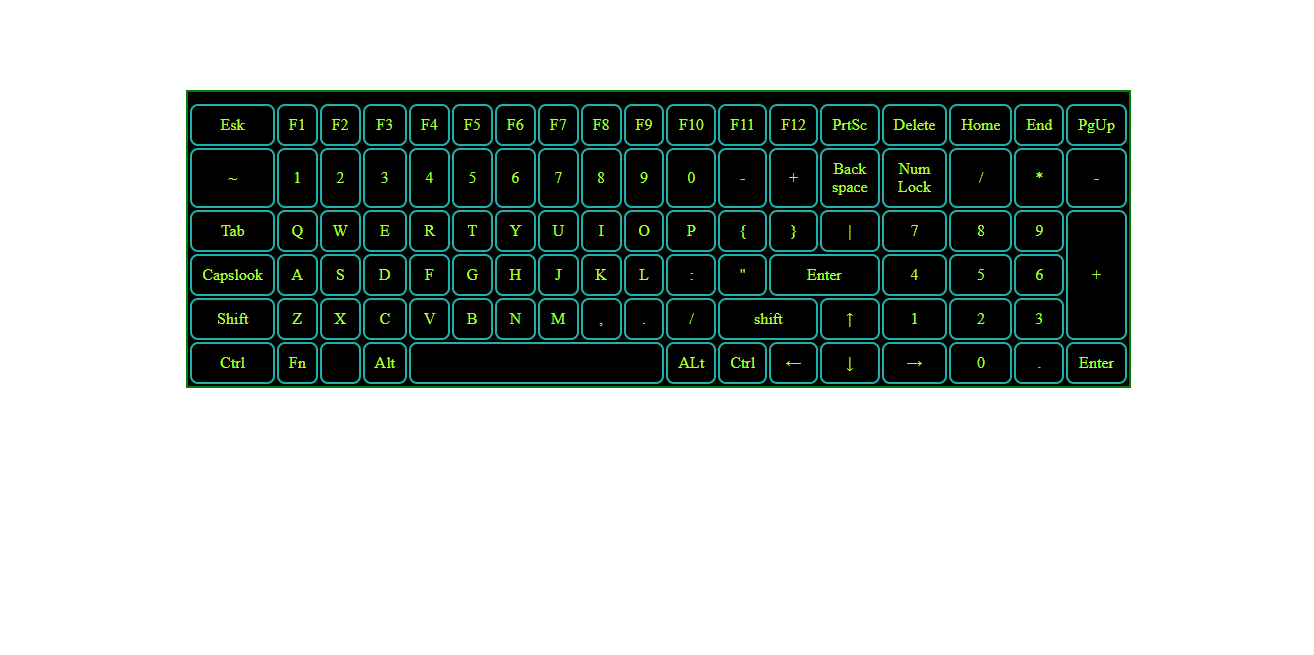 Esk F1 F2 F3 F4 F5 F6 F7 F8 F9 F10 F11 F12 PrtSc Delete Home End PgUp
~ 1 2 3 4 5 6 7 8 9 0 - + Back space Num Lock / * -
Tab Q W E R T Y U I O P { } | 7 8 9
Capslook A S D F G H J K L : " Enter 4 5 6 +
Shift Z X C V B N M , . / shift ↑ 1 2 3
Ctrl Fn Alt ALt Ctrl ← ↓ → 0 . Enter